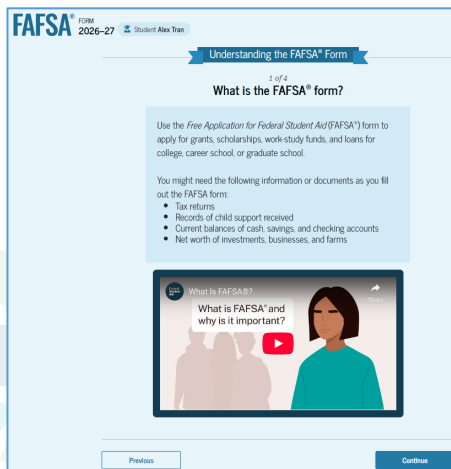 FAFSA® FORM 2026–27 Student Alex Tran
Understanding the FAFSA® Form
1 of 4
What is the FAFSA® form?
Use the Free Application for Federal Student Aid (FAFSA®) form to
apply for grants, scholarships, work-study funds, and loans for
college, career school, or graduate school.
You might need the following information or documents as you fill
out the FAFSA form:
• Tax returns
• Records of child support received
• Current balances of cash, savings, and checking accounts
• Net worth of investments, businesses, and farms
What Is FAFSA®?
Share
What is FAFSA® and
why is it important?
Previous
Continue